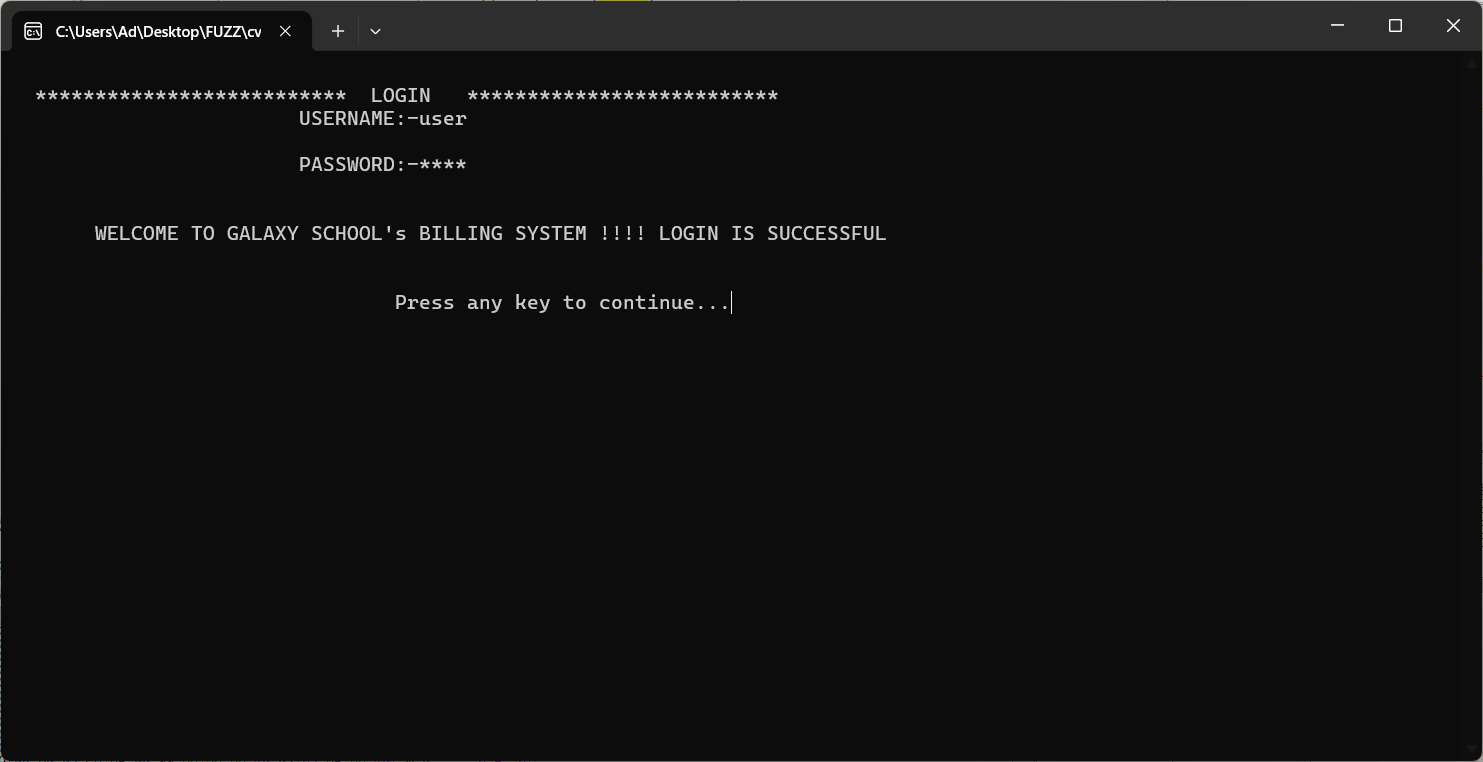 C:\Users\Ad\Desktop\FUZZ\cv
************************** LOGIN **************************
USERNAME:-user
PASSWORD:-****
WELCOME TO GALAXY SCHOOL's BILLING SYSTEM !!!! LOGIN IS SUCCESSFUL
Press any key to continue...